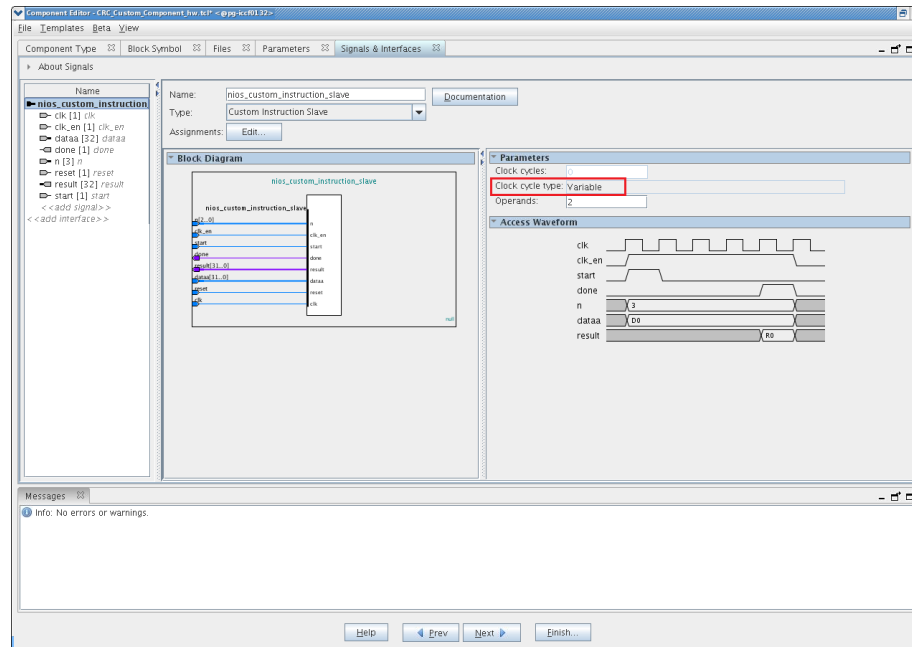 Component Editor - CRC_Custom_Component_hw.tcl* <@pg-iccf0132>
File Templates Beta View
Component Type Block Symbol Files Parameters Signals & Interfaces
About Signals
Name
nios_custom_instruction
clk [1] clk
clk_en [1] clk_en
dataa [32] dataa
done [1] done
n [3] n
reset [1] reset
result [32] result
start [1] start
<<add signal>>
<<add interface>>
Name: nios_custom_instruction_slave Documentation
Type: Custom Instruction Slave
Assignments: Edit...
Block Diagram
nios_custom_instruction_slave
nios_custom_instruction_slave
n[2..0] n
clk_en clk_en
start start
done done
result[31..0] result
dataa[31..0] dataa
reset reset
clk clk
null
Parameters
Clock cycles: 0
Clock cycle type: Variable
Operands: 2
Access Waveform
clk
clk_en
start
done
n 3
dataa D0
result R0
Messages
Info: No errors or warnings.
Help Prev Next Finish...